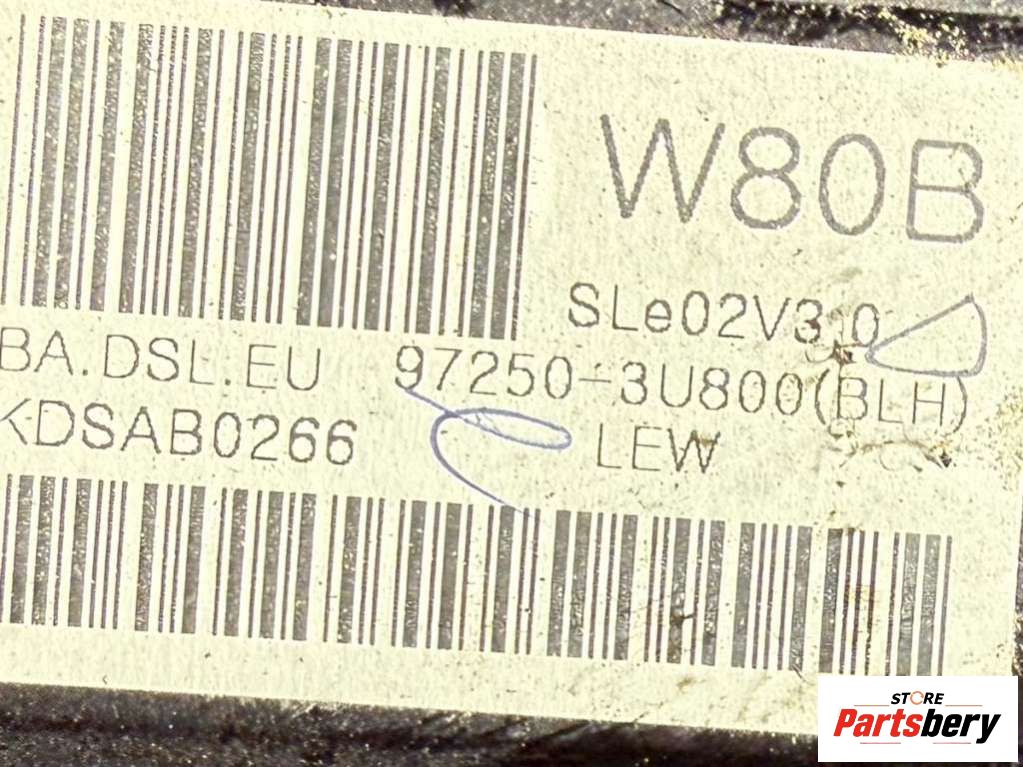 W80B
SLe02V3.0
BA.DSL.EU 97250-3U800(BLH)
KDSAB0266 LEW
STORE
Partsbery